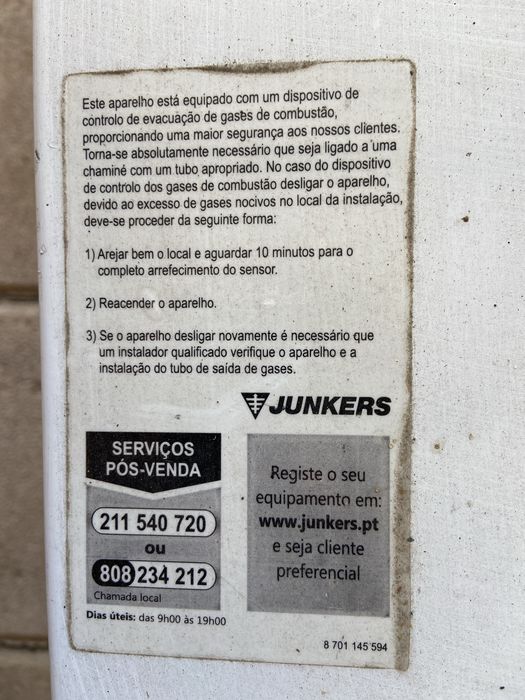 Este aparelho está equipado com um dispositivo de
controlo de evacuação de gases de combustão,
proporcionando uma maior segurança aos nossos clientes.
Torna-se absolutamente necessário que seja ligado a uma
chaminé com um tubo apropriado. No caso do dispositivo
de controlo dos gases de combustão desligar o aparelho,
devido ao excesso de gases nocivos no local da instalação,
deve-se proceder da seguinte forma:
1) Arejar bem o local e aguardar 10 minutos para o
completo arrefecimento do sensor.
2) Reacender o aparelho.
3) Se o aparelho desligar novamente é necessário que
um instalador qualificado verifique o aparelho e a
instalação do tubo de saída de gases.
JUNKERS
SERVIÇOS
PÓS-VENDA
211 540 720
ou
808 234 212
Chamada local
Dias úteis: das 9h00 às 19h00
Registe o seu
equipamento em:
www.junkers.pt
e seja cliente
preferencial
8 701 145 594